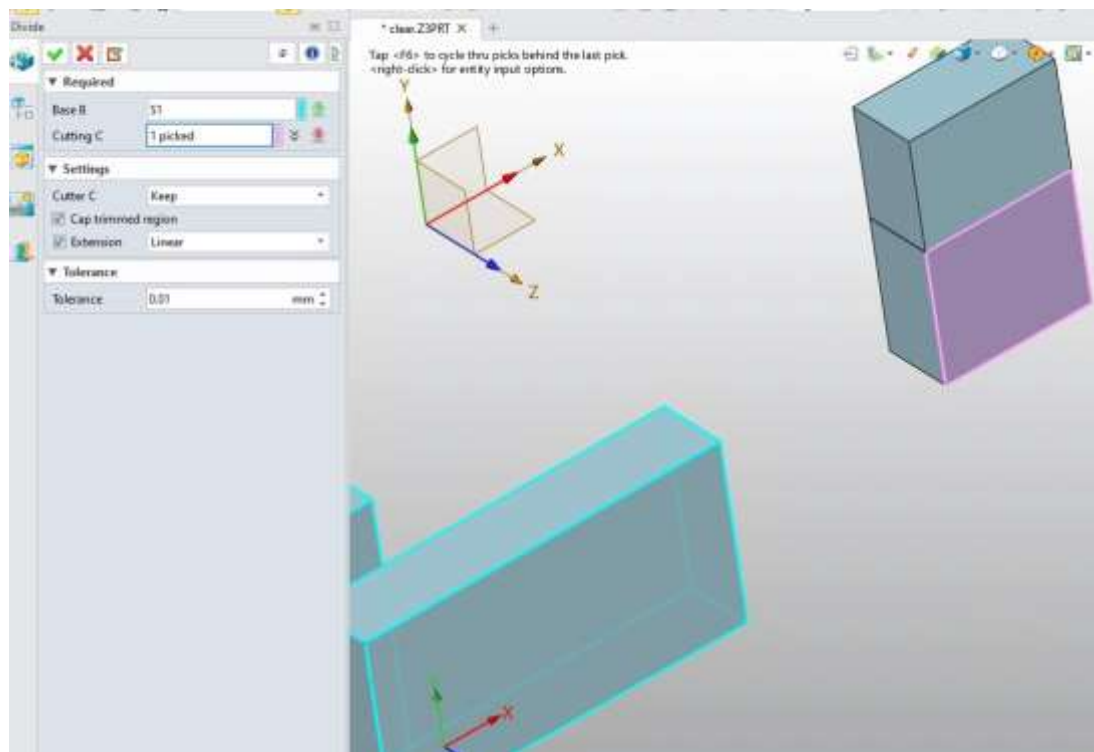 Divide
* clear.Z3PRT
Tap <F6> to cycle thru picks behind the last pick.
<right-click> for entity input options.
▼ Required
Base B S1
Cutting C 1 picked
▼ Settings
Cutter C Keep
Cap trimmed region
Extension Linear
▼ Tolerance
Tolerance 0.01 mm
Y
X
Z
X